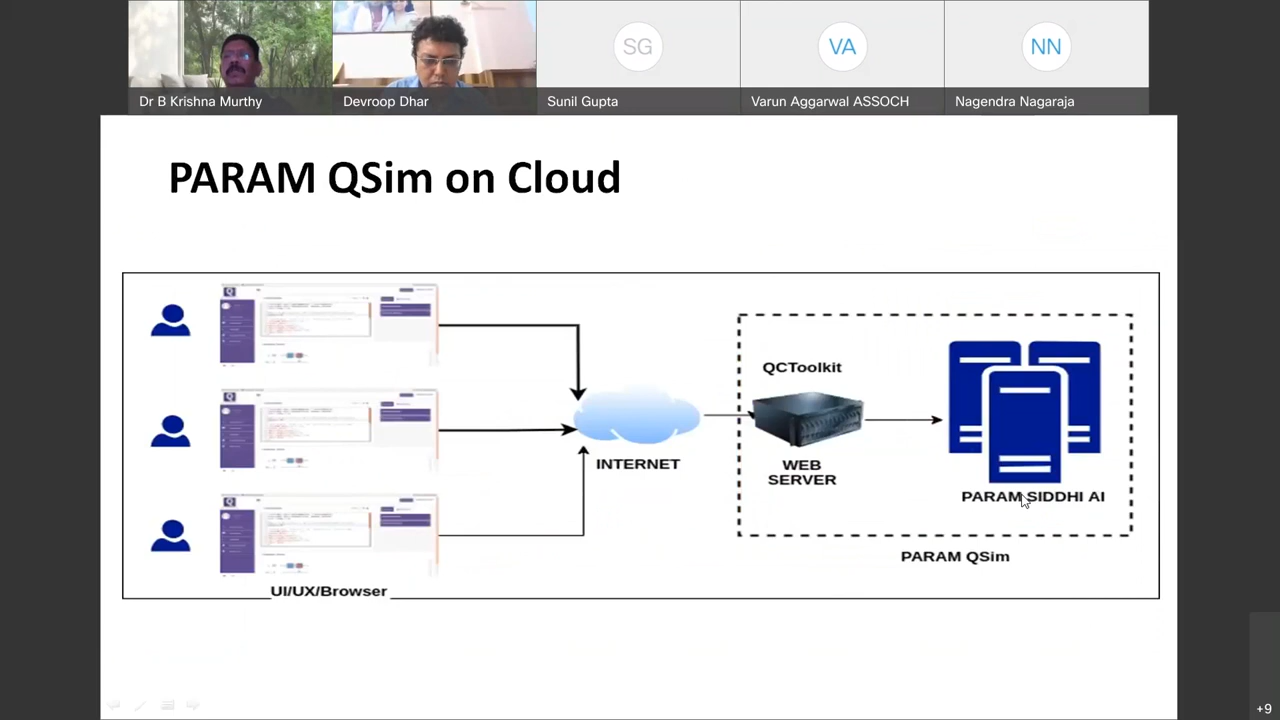 SG
VA
NN
Dr B Krishna Murthy
Devroop Dhar
Sunil Gupta
Varun Aggarwal ASSOCH
Nagendra Nagaraja
PARAM QSim on Cloud
QCToolkit
INTERNET
WEB
SERVER
PARAM SIDDHI AI
PARAM QSim
UI/UX/Browser
+9